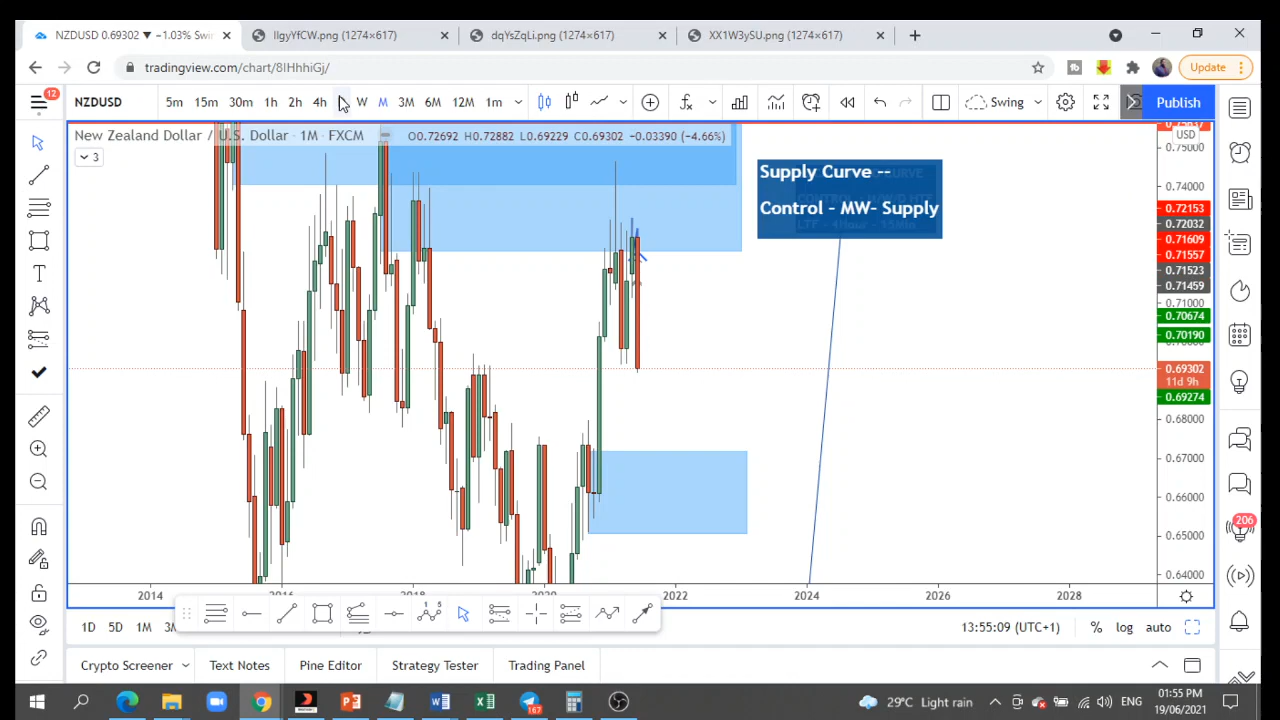 NZDUSD 0.69302 ▼ −1.03% Swi
IlgyYfCW.png (1274×617)
dqYsZqLi.png (1274×617)
XX1W3ySU.png (1274×617)
tradingview.com/chart/8IHhhiGj/
Update
12
NZDUSD
5m 15m 30m 1h 2h 4h W M 3M 6M 12M 1m
Swing
Publish
New Zealand Dollar / U.S. Dollar · 1M · FXCM
O0.72692 H0.72882 L0.69229 C0.69302 −0.03390 (−4.66%)
3
USD
0.75000
0.74000
0.72153
0.72032
0.71609
0.71557
0.71523
0.71459
0.71000
0.70674
0.70190
0.69302
11d 9h
0.69274
0.68000
0.67000
0.66000
0.65000
0.64000
Supply Curve --
Control - MW- Supply
2014 2016 2018 2020 2022 2024 2026 2028
206
1D 5D 1M
13:55:09 (UTC+1)
% log auto
Crypto Screener
Text Notes
Pine Editor
Strategy Tester
Trading Panel
167
29°C Light rain
ENG
01:55 PM
19/06/2021